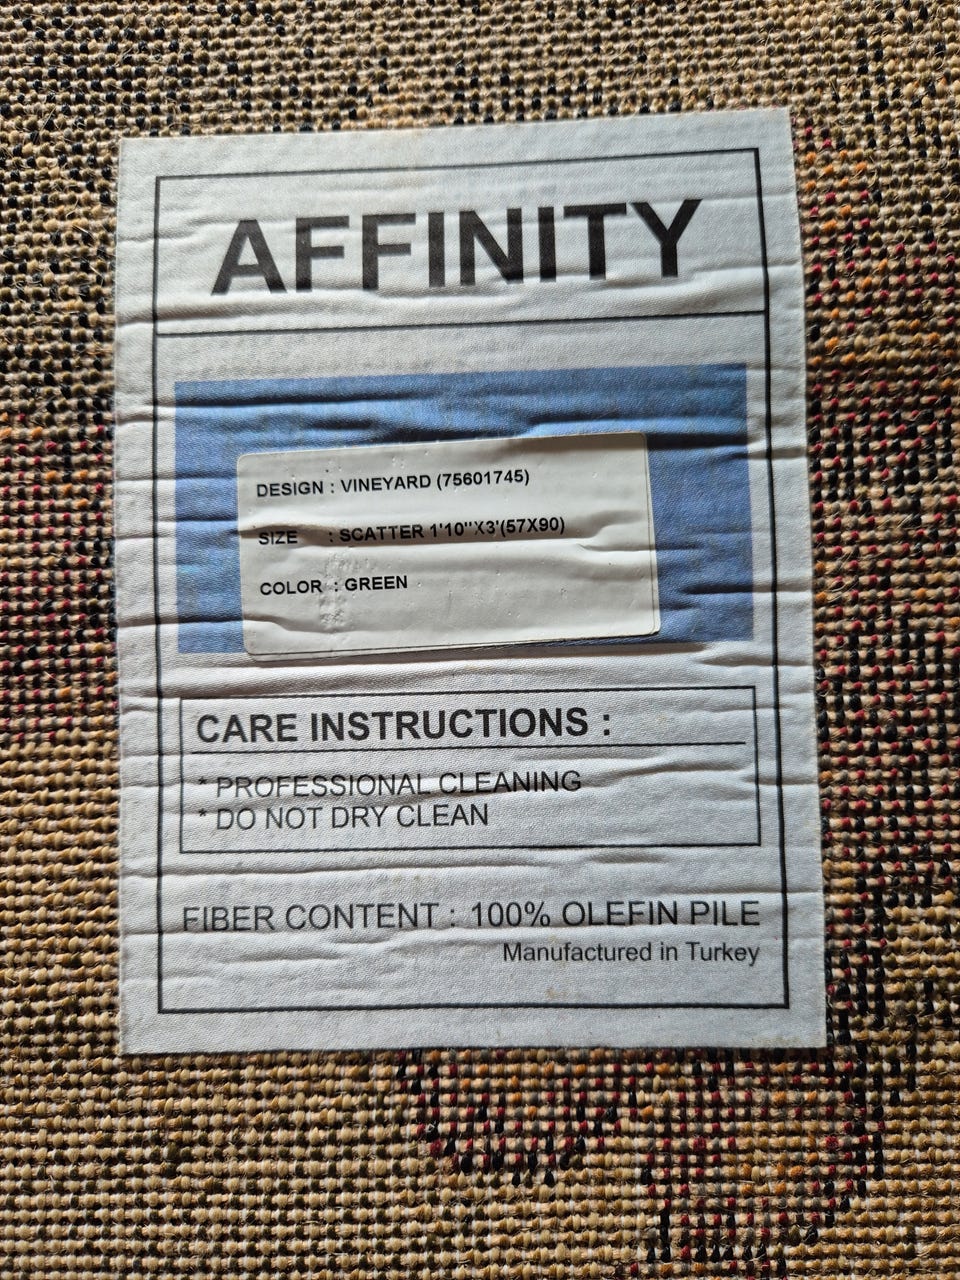 AFFINITY
DESIGN : VINEYARD (75601745)
SIZE : SCATTER 1'10"X3'(57X90)
COLOR : GREEN
CARE INSTRUCTIONS :
* PROFESSIONAL CLEANING
* DO NOT DRY CLEAN
FIBER CONTENT : 100% OLEFIN PILE
Manufactured in Turkey